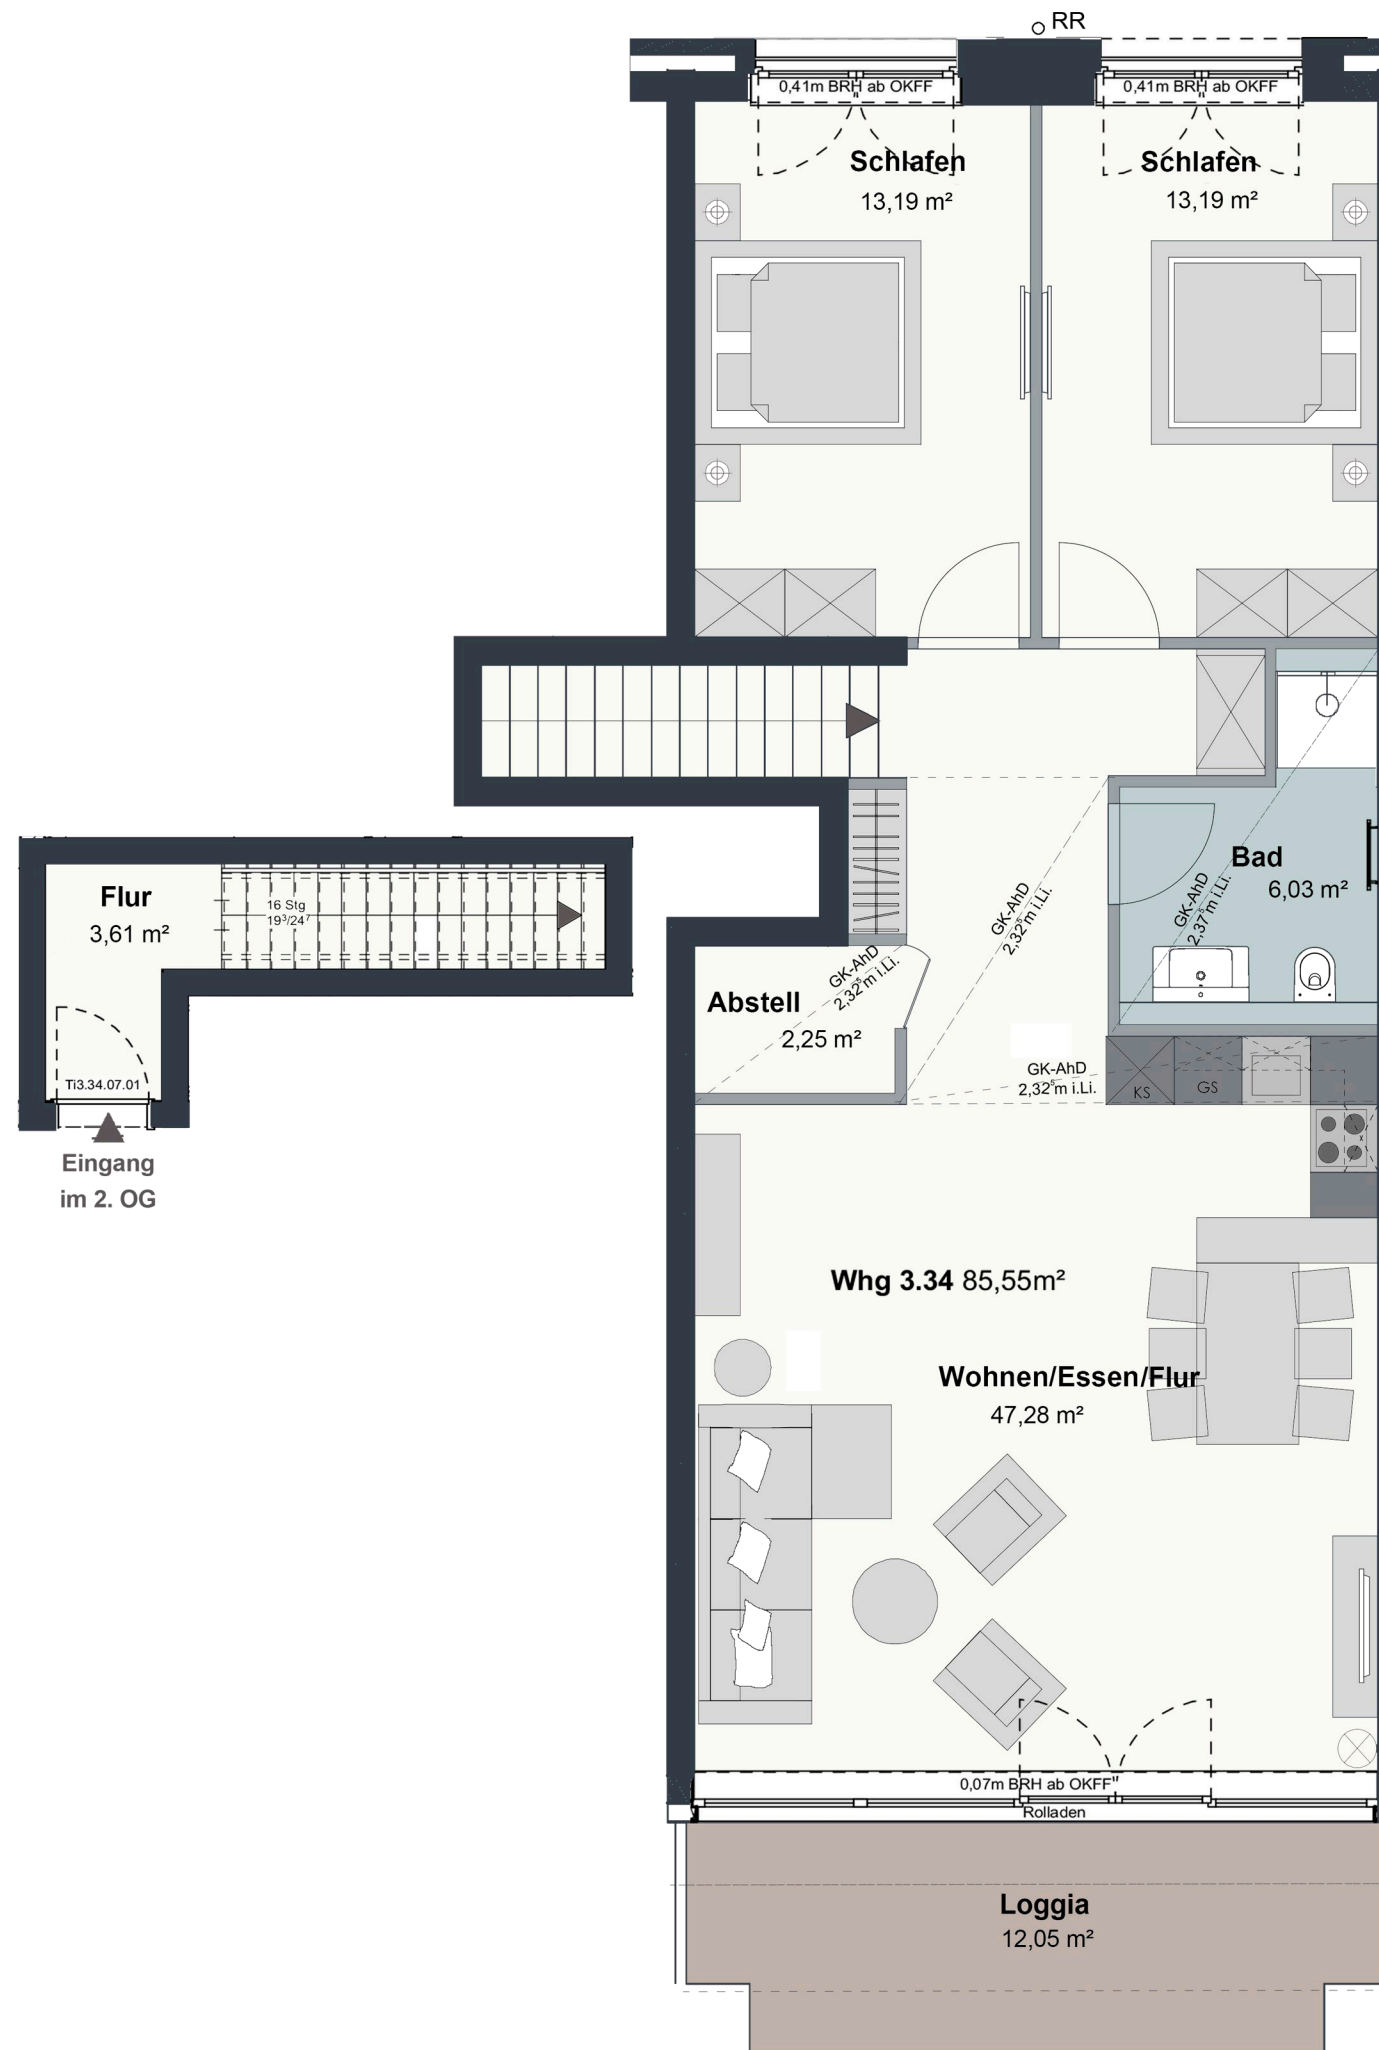 RR
0,41m BRH ab OKFF
0,41m BRH ab OKFF
Schlafen
13,19 m²
Schlafen
13,19 m²
Flur
3,61 m²
16 Stg
19³/24⁷
Ti3.34.07.01
Eingang
im 2. OG
Bad
6,03 m²
GK-AhD
2,37⁵m i.Li.
GK-AhD
2,32⁵m i.Li.
GK-AhD
2,32⁵m i.Li.
Abstell
2,25 m²
GK-AhD
2,32⁵m i.Li.
KS
GS
Whg 3.34 85,55m²
Wohnen/Essen/Flur
47,28 m²
0,07m BRH ab OKFF
Rolladen
Loggia
12,05 m²